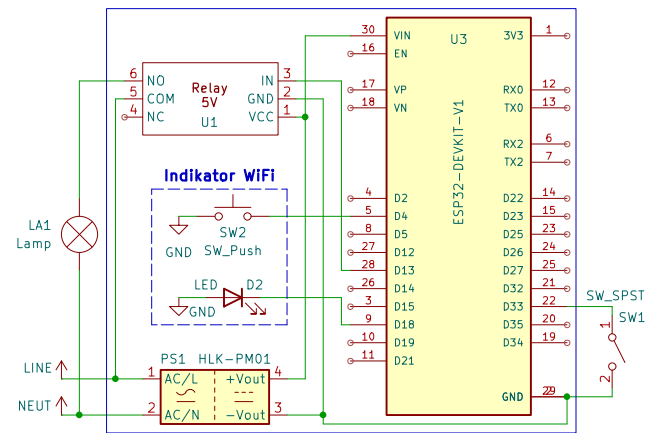 30 VIN U3 3V3 1
16 EN
6 NO Relay IN 3
5 COM 5V GND 2
4 NC U1 VCC 1
17 VP RX0 12
18 VN TX0 13
ESP32-DEVKIT-V1
RX2 6
TX2 7
Indikator WiFi
4 D2 D22 14
5 D4 D23 15
8 D5 D25 23
27 D12 D26 24
28 D13 D27 25
26 D14 D32 21
3 D15 D33 22
9 D18 D35 20
10 D19 D34 19
11 D21
GND SW2
SW_Push
LA1
Lamp
LED D2
GND
SW_SPST
SW1
1
2
PS1 HLK-PM01
LINE 1 AC/L +Vout 4
NEUT 2 AC/N -Vout 3
GND